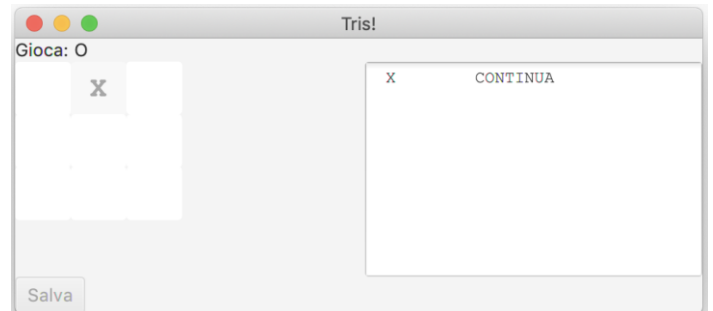 Tris!
Gioca: O
X
X CONTINUA
Salva